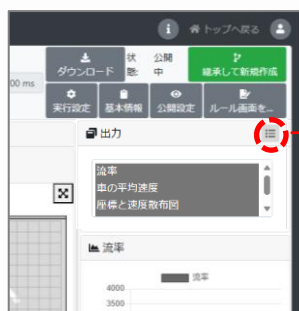 トップへ戻る
ダウンロード
状態:
公開中
継承して新規作成
00 ms
実行設定
基本情報
公開設定
ルール画面を...
出力
流率
車の平均速度
座標と速度散布図
流率
流率
4000
3500